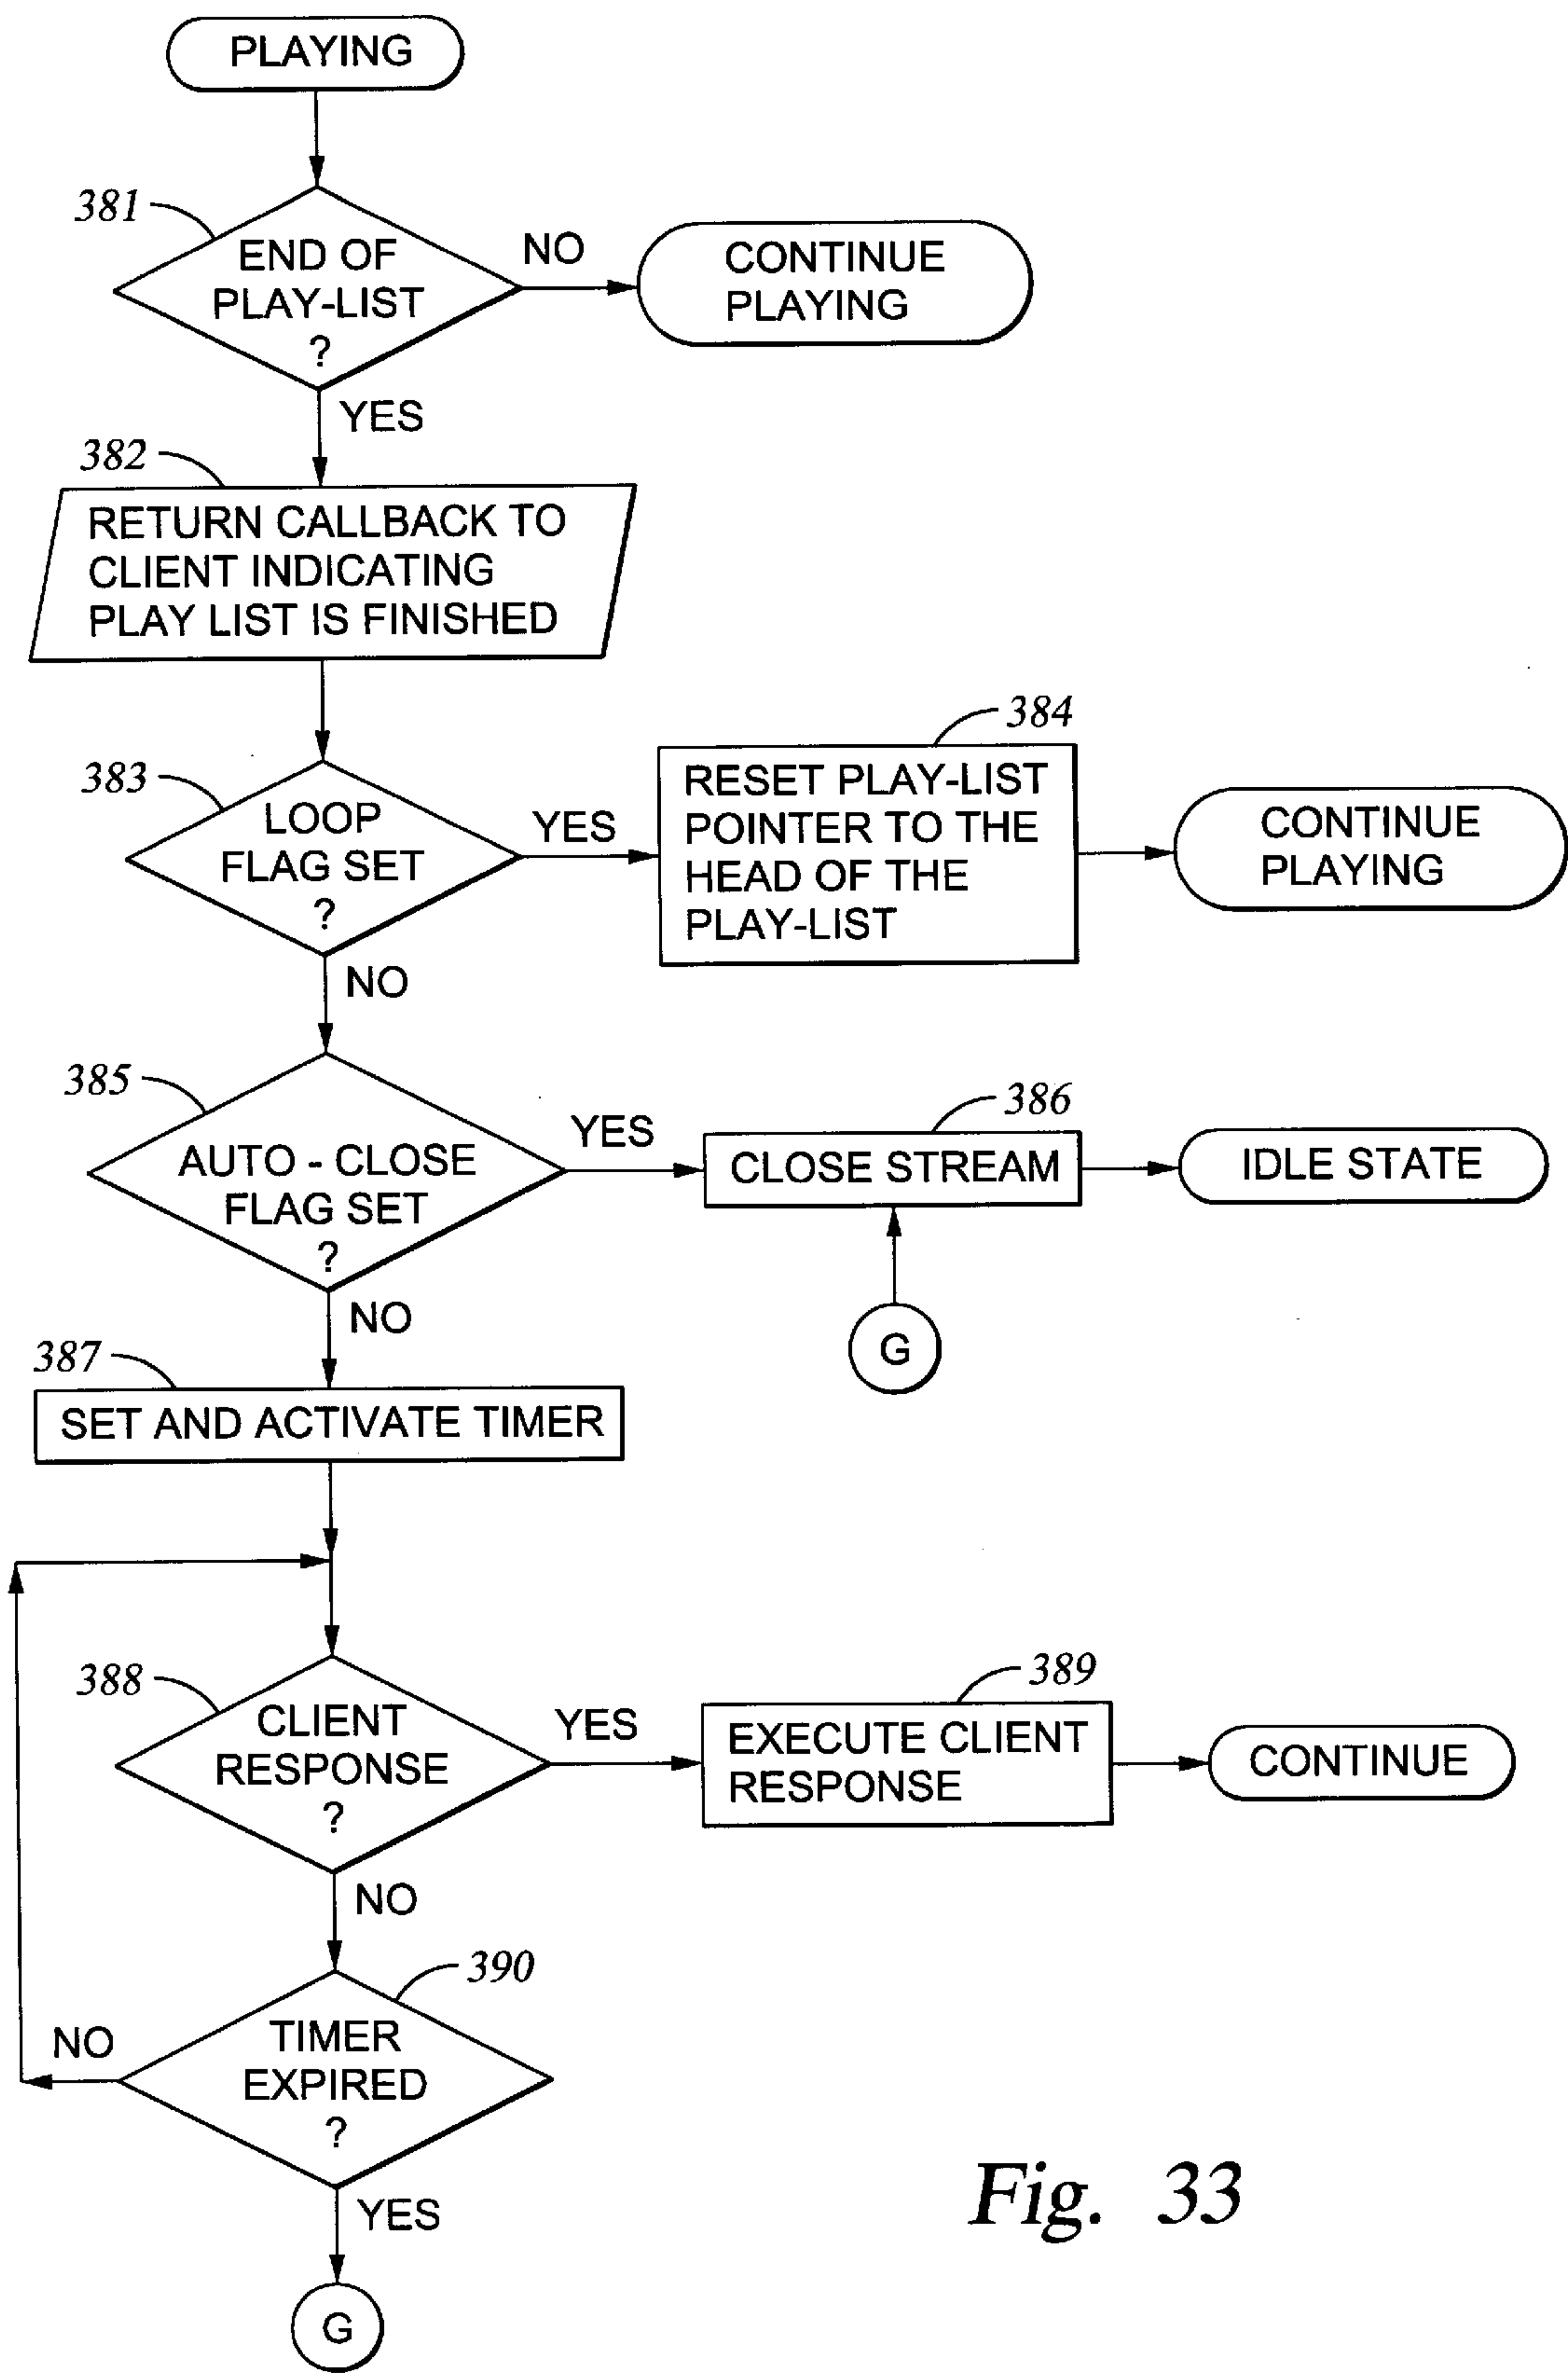 PLAYING
381
END OF
PLAY-LIST
?
NO
CONTINUE
PLAYING
YES
382
RETURN CALLBACK TO
CLIENT INDICATING
PLAY LIST IS FINISHED
383
LOOP
FLAG SET
?
YES
384
RESET PLAY-LIST
POINTER TO THE
HEAD OF THE
PLAY-LIST
CONTINUE
PLAYING
NO
385
AUTO - CLOSE
FLAG SET
?
YES
386
CLOSE STREAM
IDLE STATE
G
NO
387
SET AND ACTIVATE TIMER
388
CLIENT
RESPONSE
?
YES
389
EXECUTE CLIENT
RESPONSE
CONTINUE
NO
390
TIMER
EXPIRED
?
NO
YES
G
Fig. 33